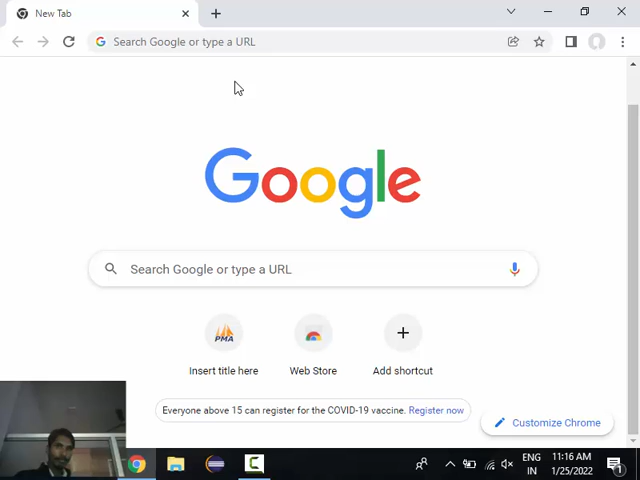 New Tab
Search Google or type a URL
Google
Search Google or type a URL
PMA
Insert title here
Web Store
Add shortcut
Everyone above 15 can register for the COVID-19 vaccine. Register now
Customize Chrome
ENG
IN
11:16 AM
1/25/2022
1